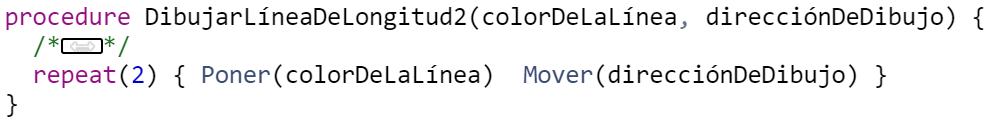 procedure DibujarLíneaDeLongitud2(colorDeLaLínea, direcciónDeDibujo) {
/**/
repeat(2) { Poner(colorDeLaLínea) Mover(direcciónDeDibujo) }
}